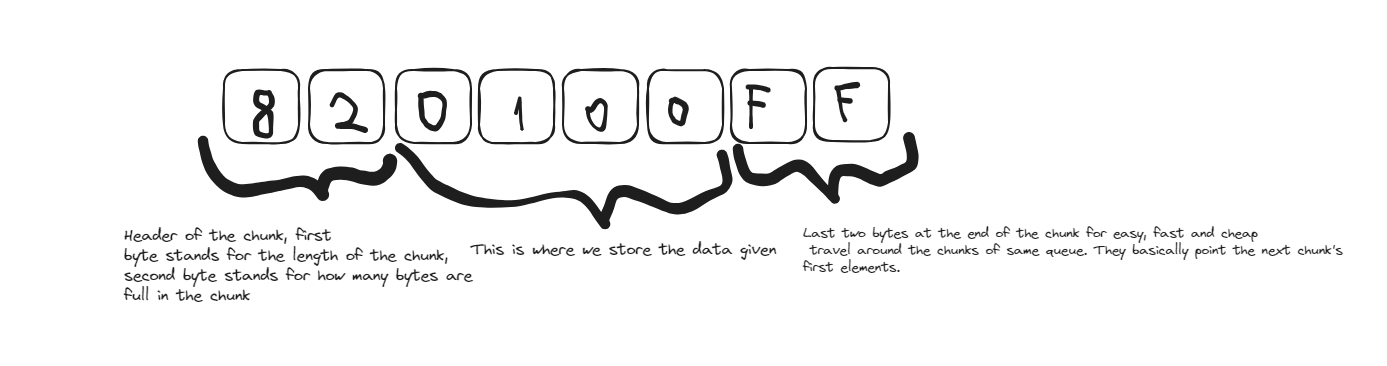 8 2 0 1 0 0 F F
Header of the chunk, first
byte stands for the length of the chunk,
second byte stands for how many bytes are
full in the chunk
This is where we store the data given
Last two bytes at the end of the chunk for easy, fast and cheap
travel around the chunks of same queue. They basically point the next chunk's
first elements.